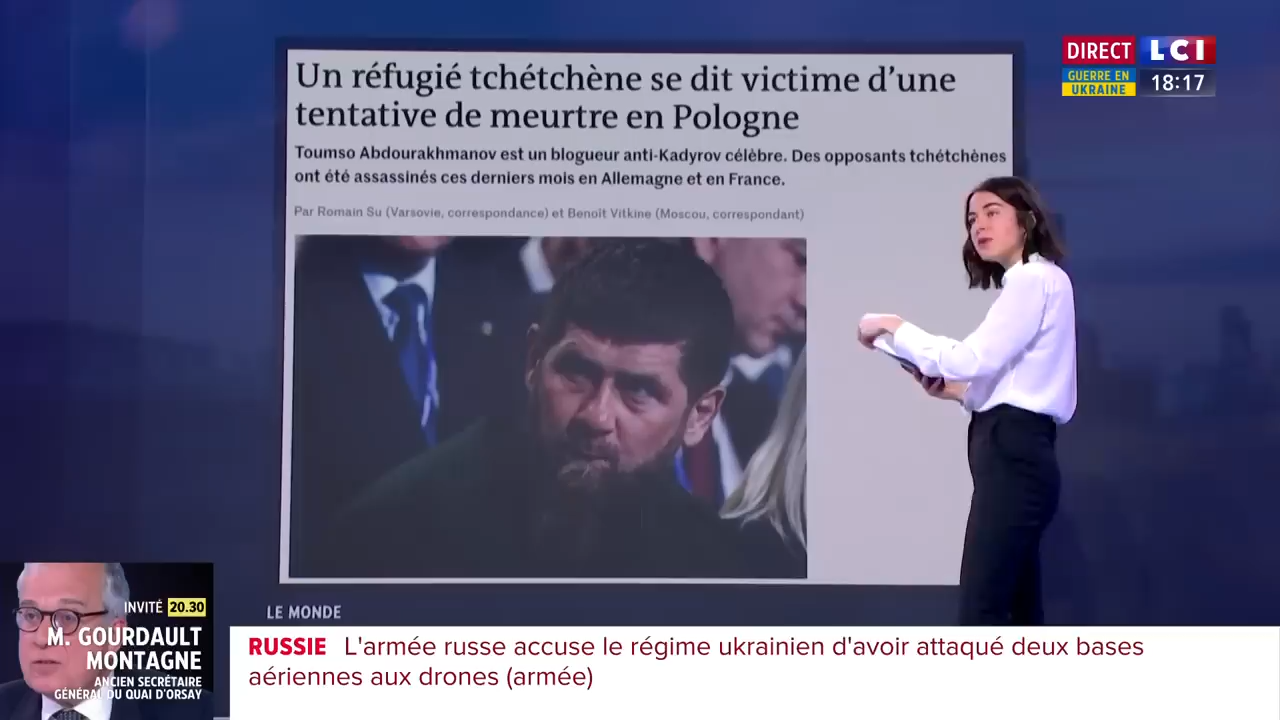 Un réfugié tchétchène se dit victime d'une
tentative de meurtre en Pologne
Toumso Abdourakhmanov est un blogueur anti-Kadyrov célèbre. Des opposants tchétchènes
ont été assassinés ces derniers mois en Allemagne et en France.
Par Romain Su (Varsovie, correspondance) et Benoît Vitkine (Moscou, correspondant)
DIRECT LCI
GUERRE EN
UKRAINE
18:17
LE MONDE
INVITÉ 20.30
M. GOURDAULT
MONTAGNE
ANCIEN SECRÉTAIRE
GÉNÉRAL DU QUAI D'ORSAY
RUSSIE L'armée russe accuse le régime ukrainien d'avoir attaqué deux bases
aériennes aux drones (armée)